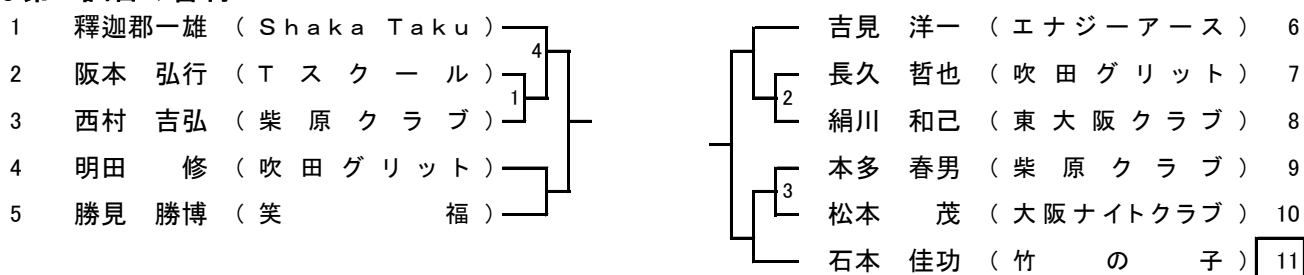 1 釋迦郡一雄 （Ｓｈａｋａ Ｔａｋｕ）
2 阪本 弘行 （Ｔスクール）
3 西村 吉弘 （柴原クラブ）
4 明田 修 （吹田グリット）
5 勝見 勝博 （笑福）
4
1
吉見 洋一 （エナジーアース） 6
長久 哲也 （吹田グリット） 7
絹川 和己 （東大阪クラブ） 8
本多 春男 （柴原クラブ） 9
松本 茂 （大阪ナイトクラブ） 10
石本 佳功 （竹の子） 11
2
3